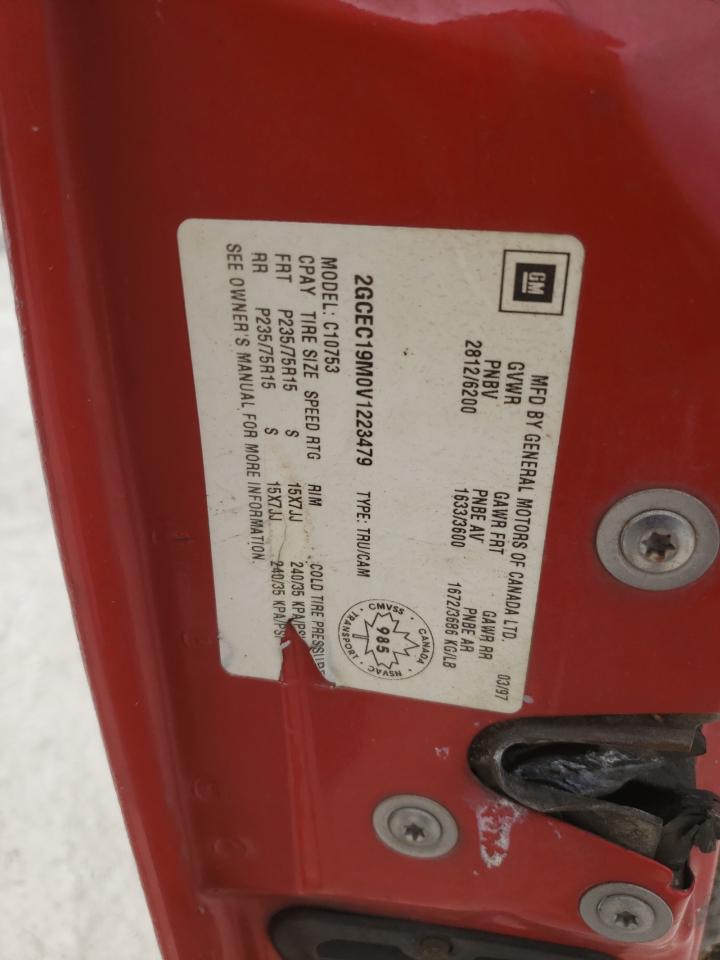 GM
MFD BY GENERAL MOTORS OF CANADA LTD.
03/97
GVWR GAWR FRT GAWR RR
PNBV PNBE AV PNBE AR
2812/6200 1633/3600 1672/3686 KG/LB
CANADA · NSVAC · TRANSPORT · CMVSS ·
985
2GCEC19M0V1223479 TYPE: TRU/CAM
MODEL: C10753
CPAY TIRE SIZE SPEED RTG RIM COLD TIRE PRESSURE
FRT P235/75R15 S 15X7JJ 240/35 KPA/PSI
RR P235/75R15 S 15X7JJ 240/35 KPA/PSI
SEE OWNER'S MANUAL FOR MORE INFORMATION.